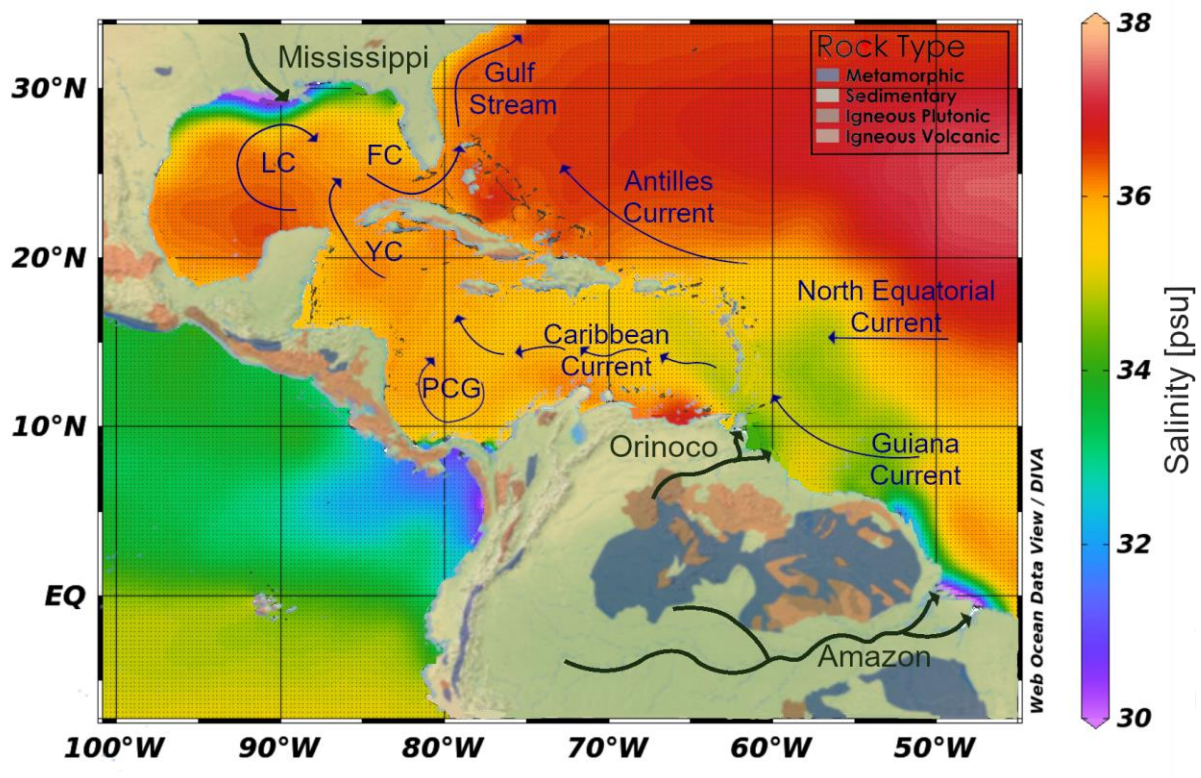 Mississippi
Rock Type
Metamorphic
Sedimentary
Igneous Plutonic
Igneous Volcanic
Gulf
Stream
LC
FC
Antilles
Current
YC
North Equatorial
Current
Caribbean
Current
PCG
Orinoco
Guiana
Current
Amazon
30°N
20°N
10°N
EQ
100°W
90°W
80°W
70°W
60°W
50°W
Web Ocean Data View / DIVA
38
36
34
32
30
Salinity [psu]